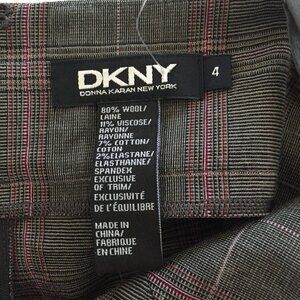 DKNY
DONNA KARAN NEW YORK
4
80% WOOL/
LAINE
11% VISCOSE/
RAYON/
RAYONNE
7% COTTON/
COTON
2% ELASTANE/
ELASTHANNE/
SPANDEX
EXCLUSIVE
OF TRIM/
EXCLUSIVITÉ
DE L'ÉQUILIBRE
MADE IN
CHINA/
FABRIQUE
EN CHINE